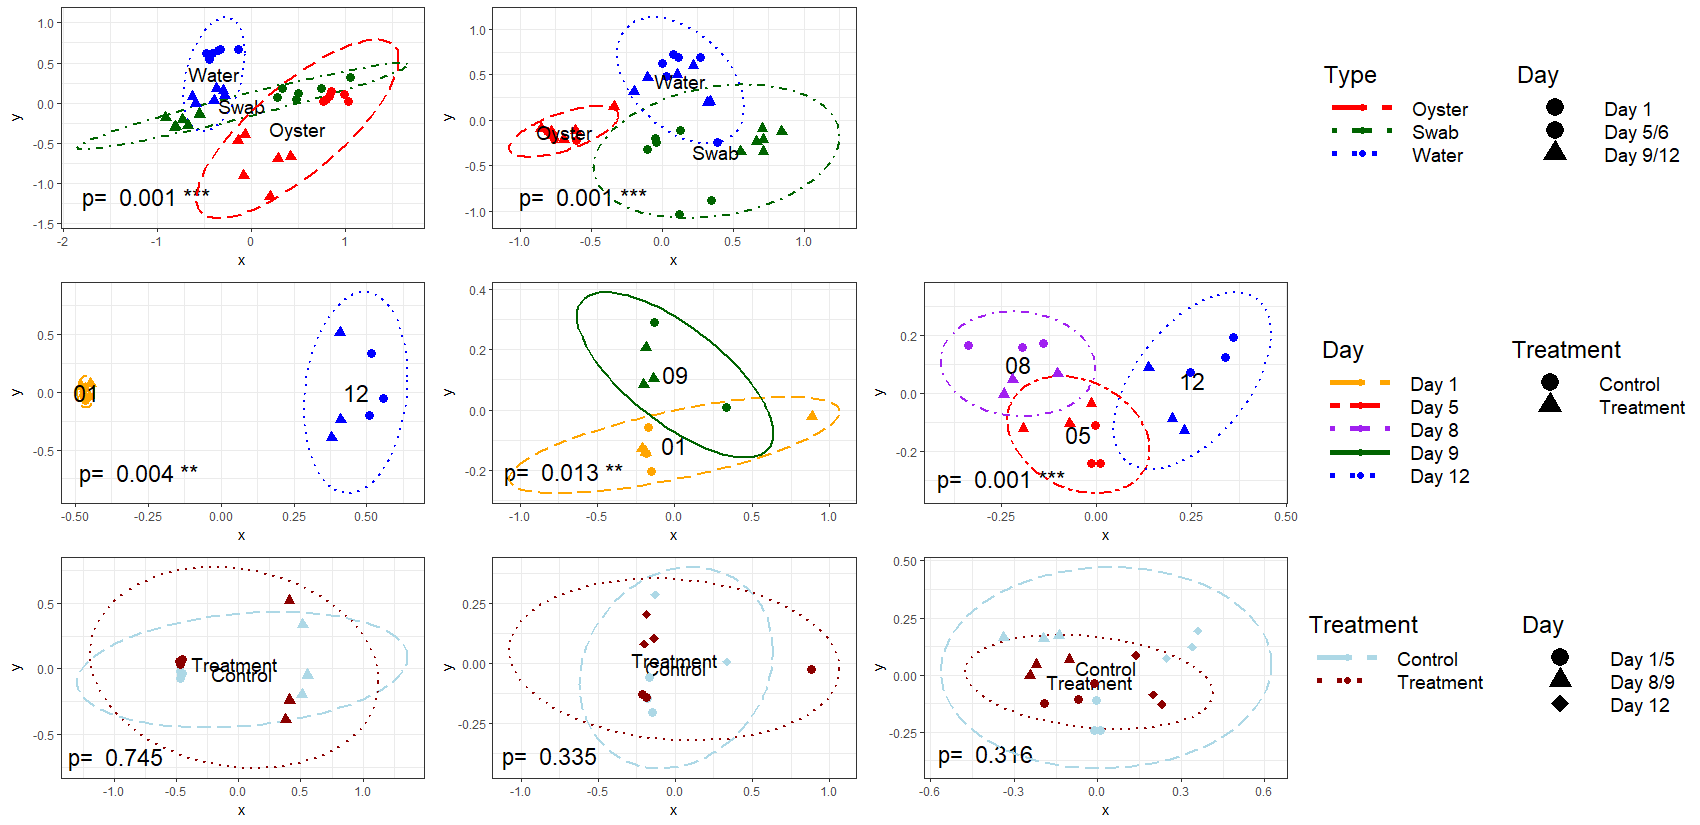 1.0
0.5
0.0
-0.5
-1.0
-1.5
y
Water
Swab
Oyster
p= 0.001 ***
-2
-1
0
1
x
1.0
0.5
0.0
-0.5
-1.0
y
Oyster
Water
Swab
p= 0.001 ***
-1.0
-0.5
0.0
0.5
1.0
x
Type
Oyster
Swab
Water
Day
Day 1
Day 5/6
Day 9/12
0.5
0.0
-0.5
y
01
12
p= 0.004 **
-0.50
-0.25
0.00
0.25
0.50
x
0.4
0.2
0.0
-0.2
y
09
01
p= 0.013 **
-1.0
-0.5
0.0
0.5
1.0
x
0.2
0.0
-0.2
y
08
05
12
p= 0.001 ***
-0.25
0.00
0.25
0.50
x
Day
Day 1
Day 5
Day 8
Day 9
Day 12
Treatment
Control
Treatment
0.5
0.0
-0.5
y
Treatment
Control
p= 0.745
-1.0
-0.5
0.0
0.5
1.0
x
0.25
0.00
-0.25
y
Treatment
Control
p= 0.335
-1.0
-0.5
0.0
0.5
1.0
x
0.50
0.25
0.00
-0.25
y
Control
Treatment
p= 0.316
-0.6
-0.3
0.0
0.3
0.6
x
Treatment
Control
Treatment
Day
Day 1/5
Day 8/9
Day 12